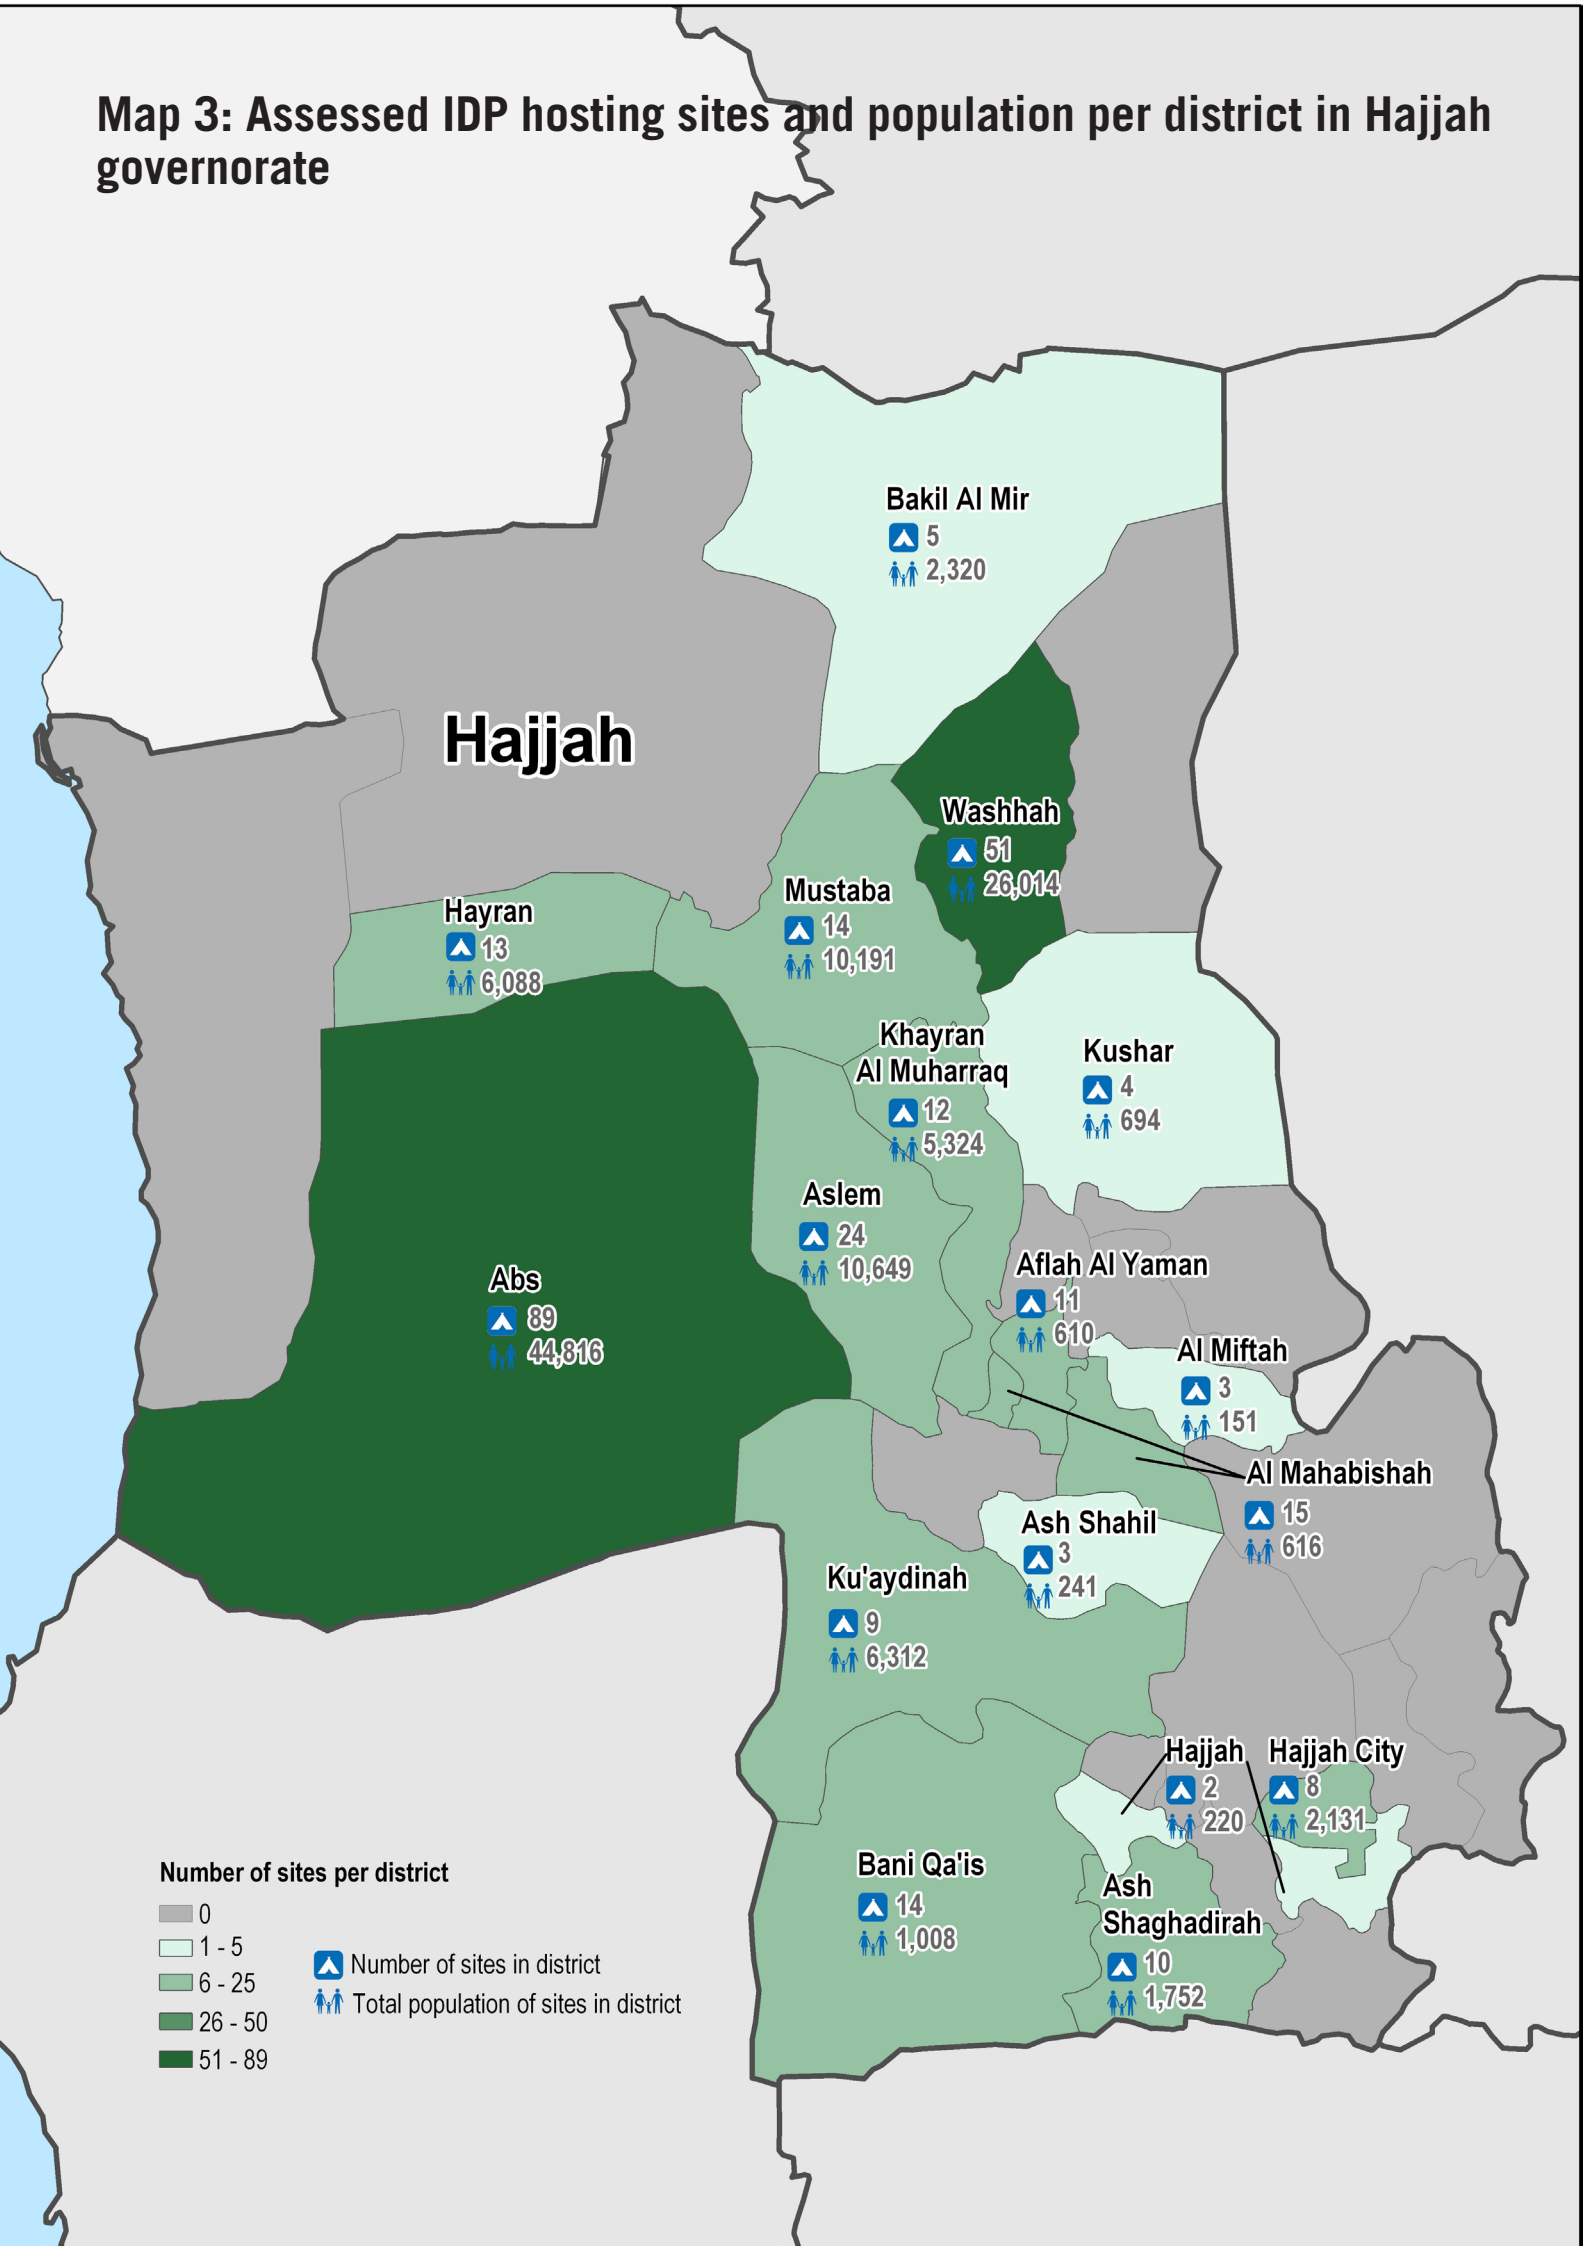 Map 3: Assessed IDP hosting sites and population per district in Hajjah
governorate
Bakil Al Mir
5
2,320
Hajjah
Washhah
51
26,014
Mustaba
14
10,191
Hayran
13
6,088
Khayran
Al Muharraq
12
5,324
Kushar
4
694
Aslem
24
10,649
Abs
89
44,816
Aflah Al Yaman
11
610
Al Miftah
3
151
Al Mahabishah
15
616
Ash Shahil
3
241
Ku'aydinah
9
6,312
Hajjah
2
220
Hajjah City
8
2,131
Bani Qa'is
14
1,008
Ash
Shaghadirah
10
1,752
Number of sites per district
0
1 - 5
6 - 25
26 - 50
51 - 89
Number of sites in district
Total population of sites in district